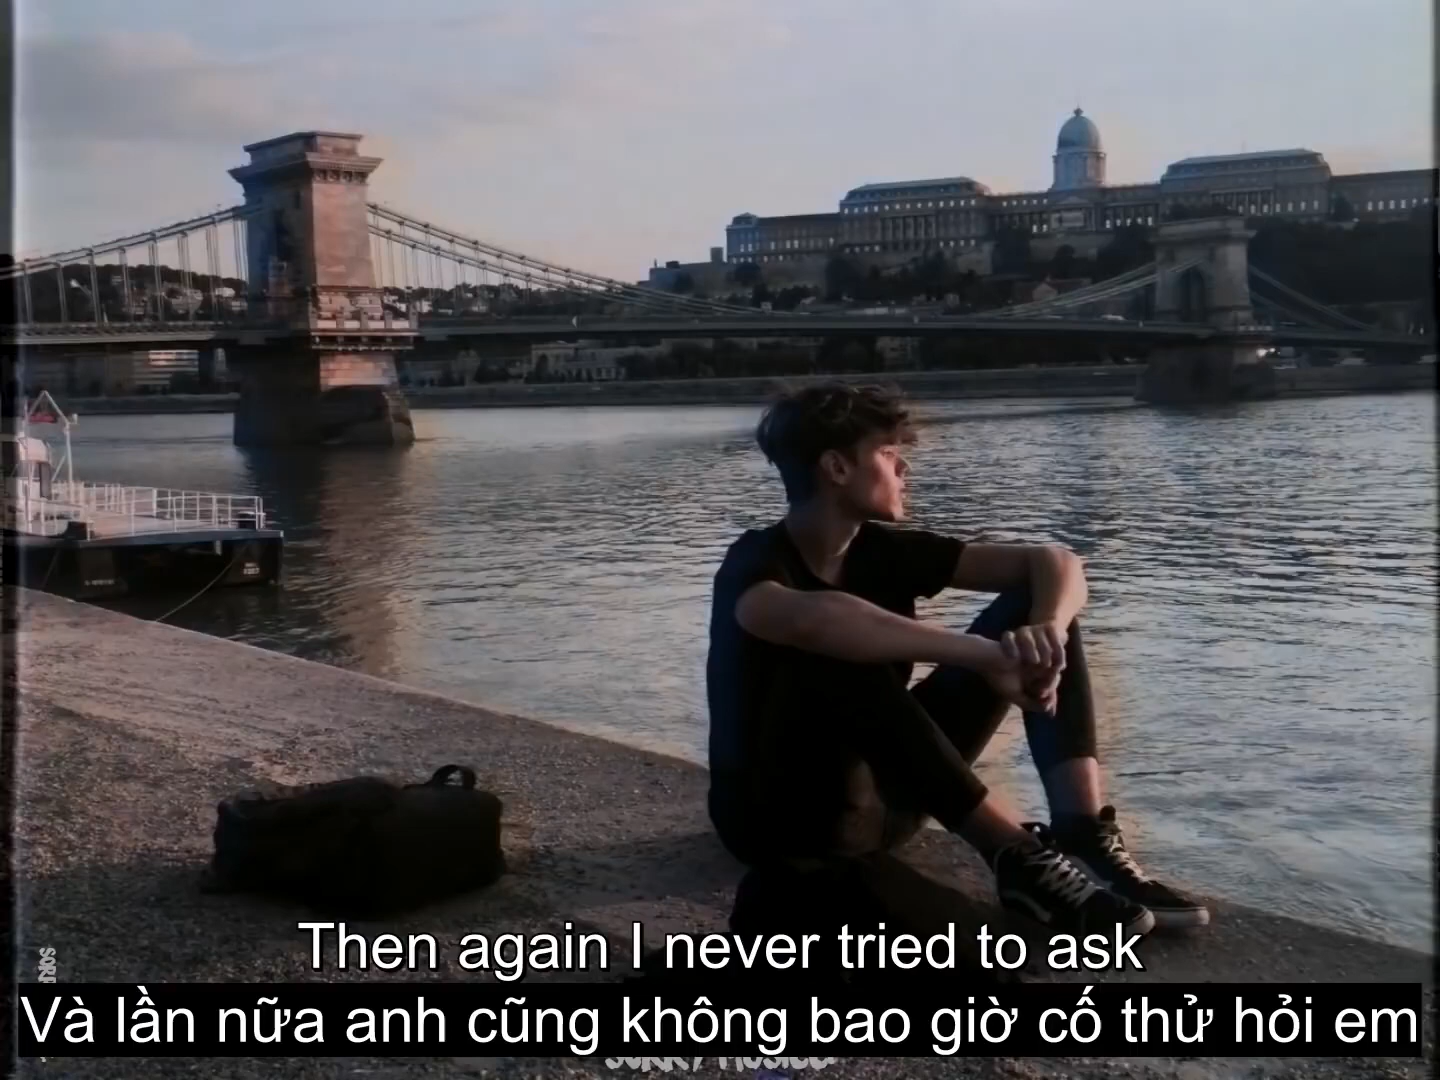 Then again I never tried to ask
Và lần nữa anh cũng không bao giờ cố thử hỏi em